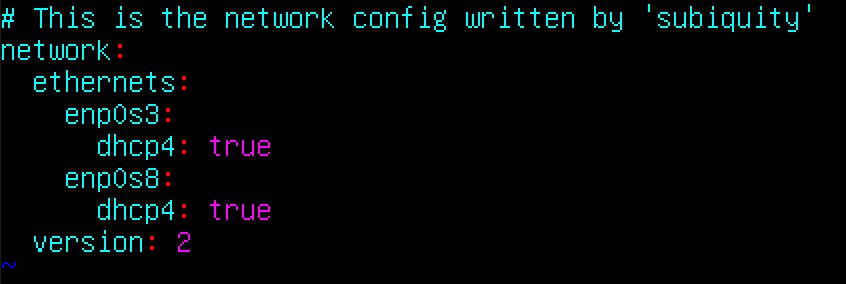 # This is the network config written by 'subiquity'
network:
  ethernets:
    enp0s3:
      dhcp4: true
    enp0s8:
      dhcp4: true
  version: 2
~